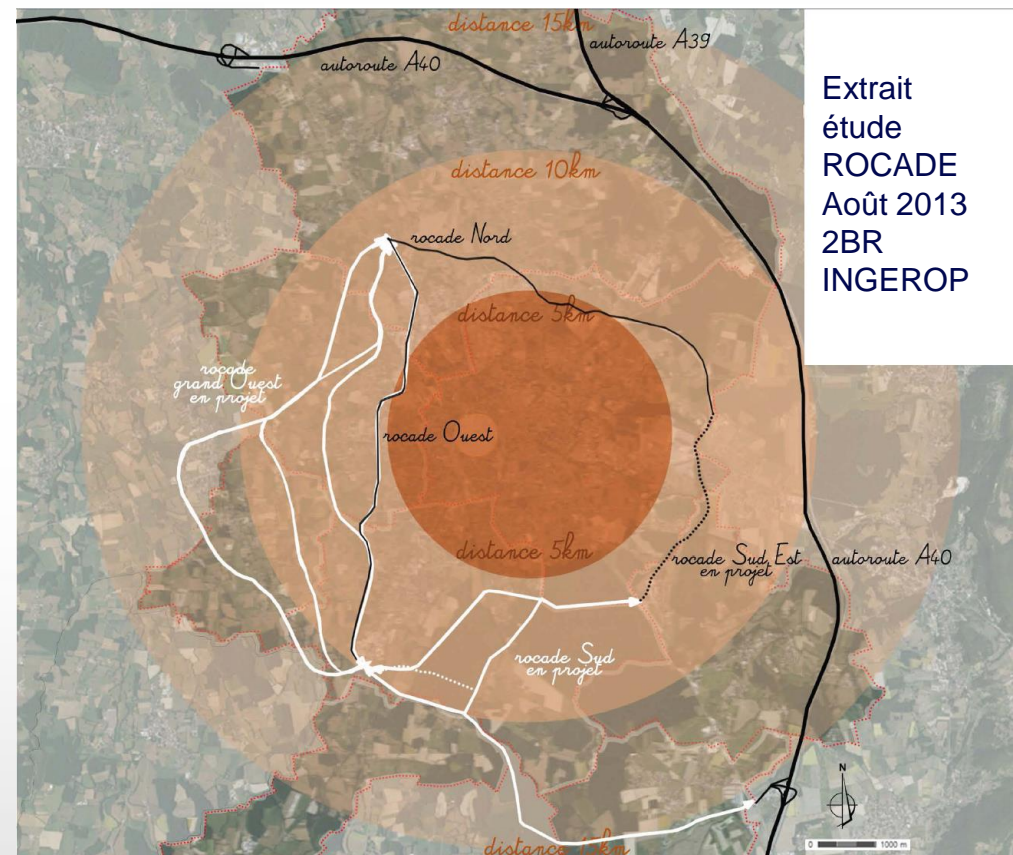 distance 15km
autoroute A39
autoroute A40
Extrait
étude
ROCADE
Août 2013
2BR
INGEROP
distance 10km
rocade Nord
distance 5km
rocade
grand Ouest
en projet
rocade Ouest
distance 5km
rocade Sud Est
en projet
autoroute A40
rocade Sud
en projet
N
0 1000 m
distance 15km